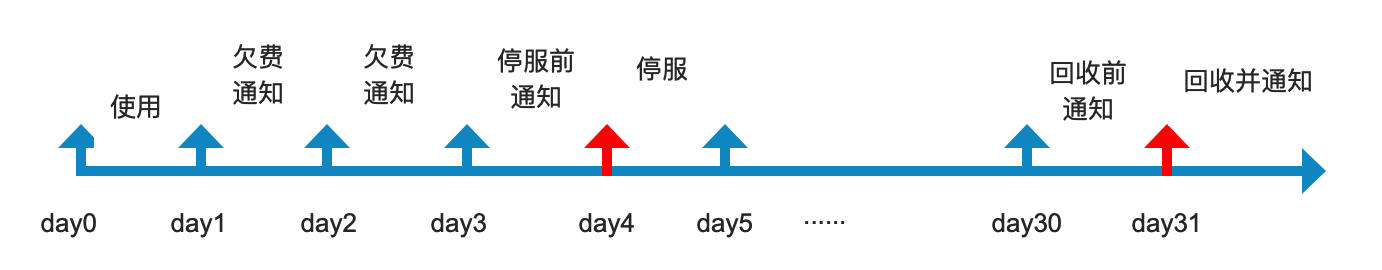 使用
欠费
通知
欠费
通知
停服前
通知
停服
回收前
通知
回收并通知
day0
day1
day2
day3
day4
day5
······
day30
day31